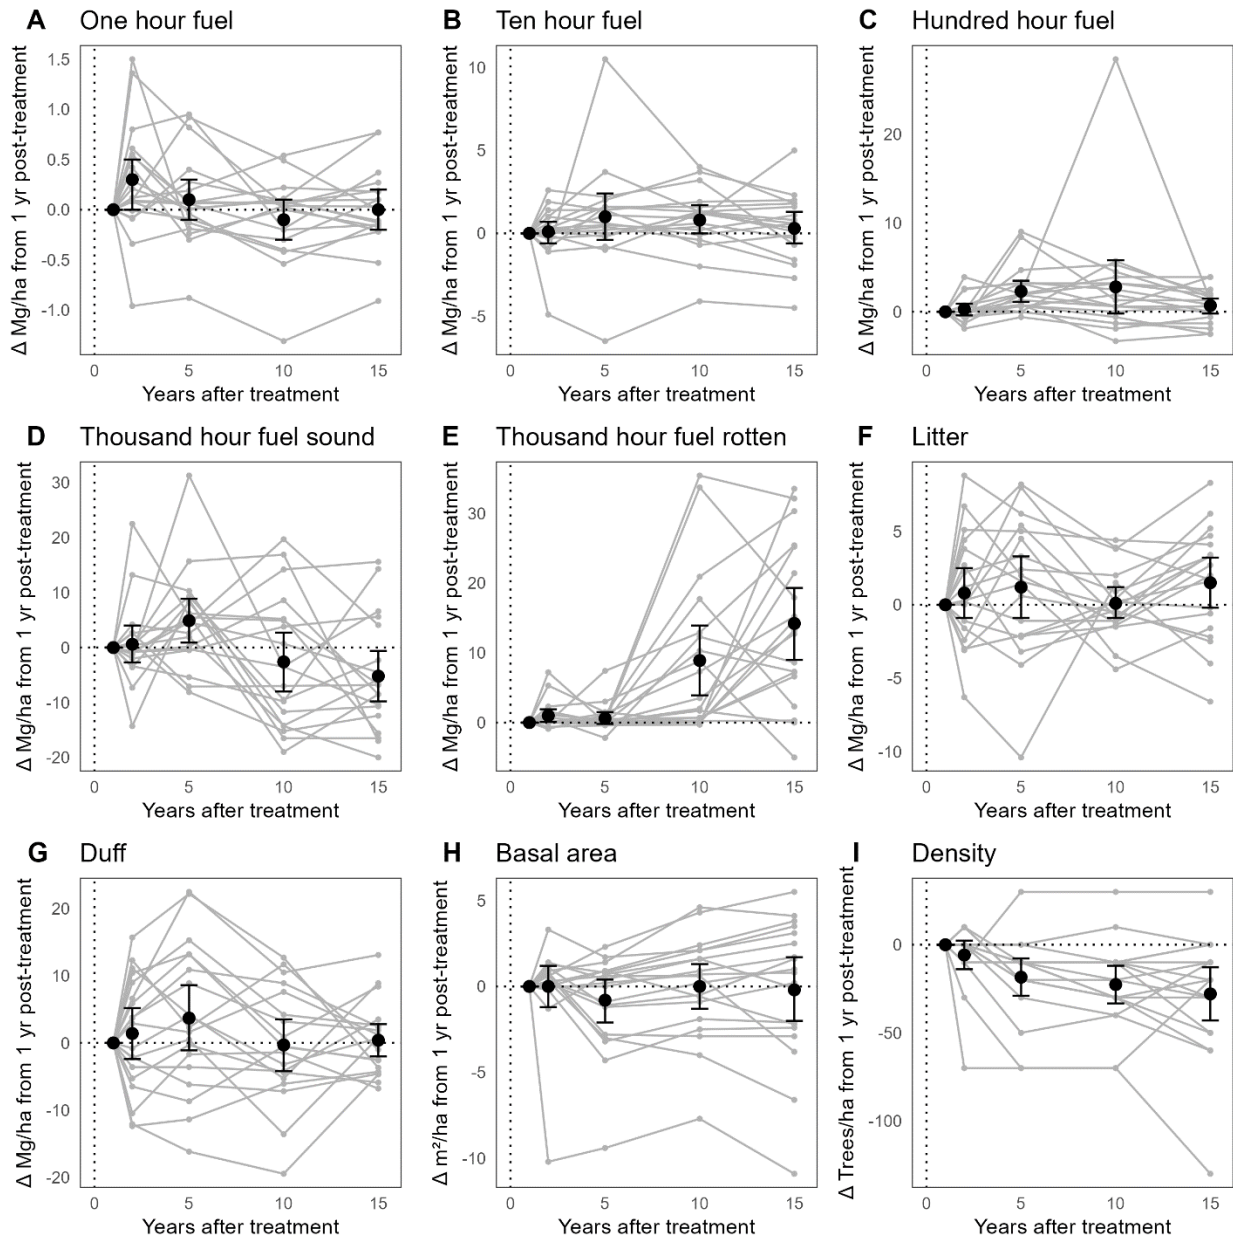 A One hour fuel
Δ Mg/ha from 1 yr post-treatment
1.5
1.0
0.5
0.0
-0.5
-1.0
0 5 10 15
Years after treatment
B Ten hour fuel
Δ Mg/ha from 1 yr post-treatment
10
5
0
-5
0 5 10 15
Years after treatment
C Hundred hour fuel
Δ Mg/ha from 1 yr post-treatment
20
10
0
0 5 10 15
Years after treatment
D Thousand hour fuel sound
Δ Mg/ha from 1 yr post-treatment
30
20
10
0
-10
-20
0 5 10 15
Years after treatment
E Thousand hour fuel rotten
Δ Mg/ha from 1 yr post-treatment
30
20
10
0
0 5 10 15
Years after treatment
F Litter
Δ Mg/ha from 1 yr post-treatment
5
0
-5
-10
0 5 10 15
Years after treatment
G Duff
Δ Mg/ha from 1 yr post-treatment
20
10
0
-10
-20
0 5 10 15
Years after treatment
H Basal area
Δ m²/ha from 1 yr post-treatment
5
0
-5
-10
0 5 10 15
Years after treatment
I Density
Δ Trees/ha from 1 yr post-treatment
0
-50
-100
0 5 10 15
Years after treatment